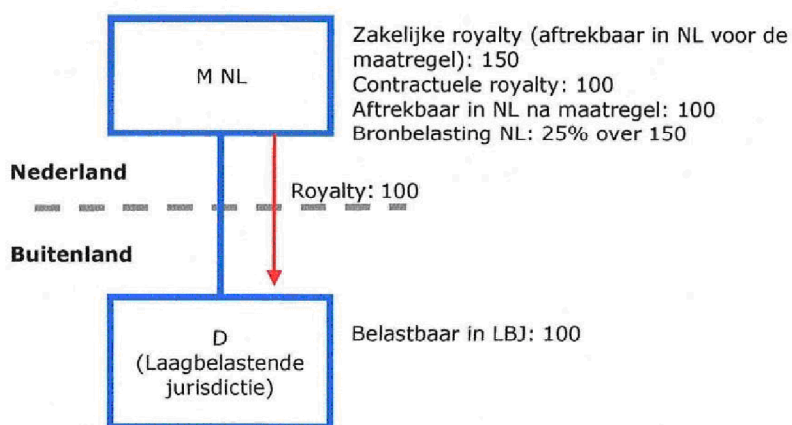 M NL
Zakelijke royalty (aftrekbaar in NL voor de
maatregel): 150
Contractuele royalty: 100
Aftrekbaar in NL na maatregel: 100
Bronbelasting NL: 25% over 150
Nederland
Royalty: 100
Buitenland
D
(Laagbelastende
jurisdictie)
Belastbaar in LBJ: 100